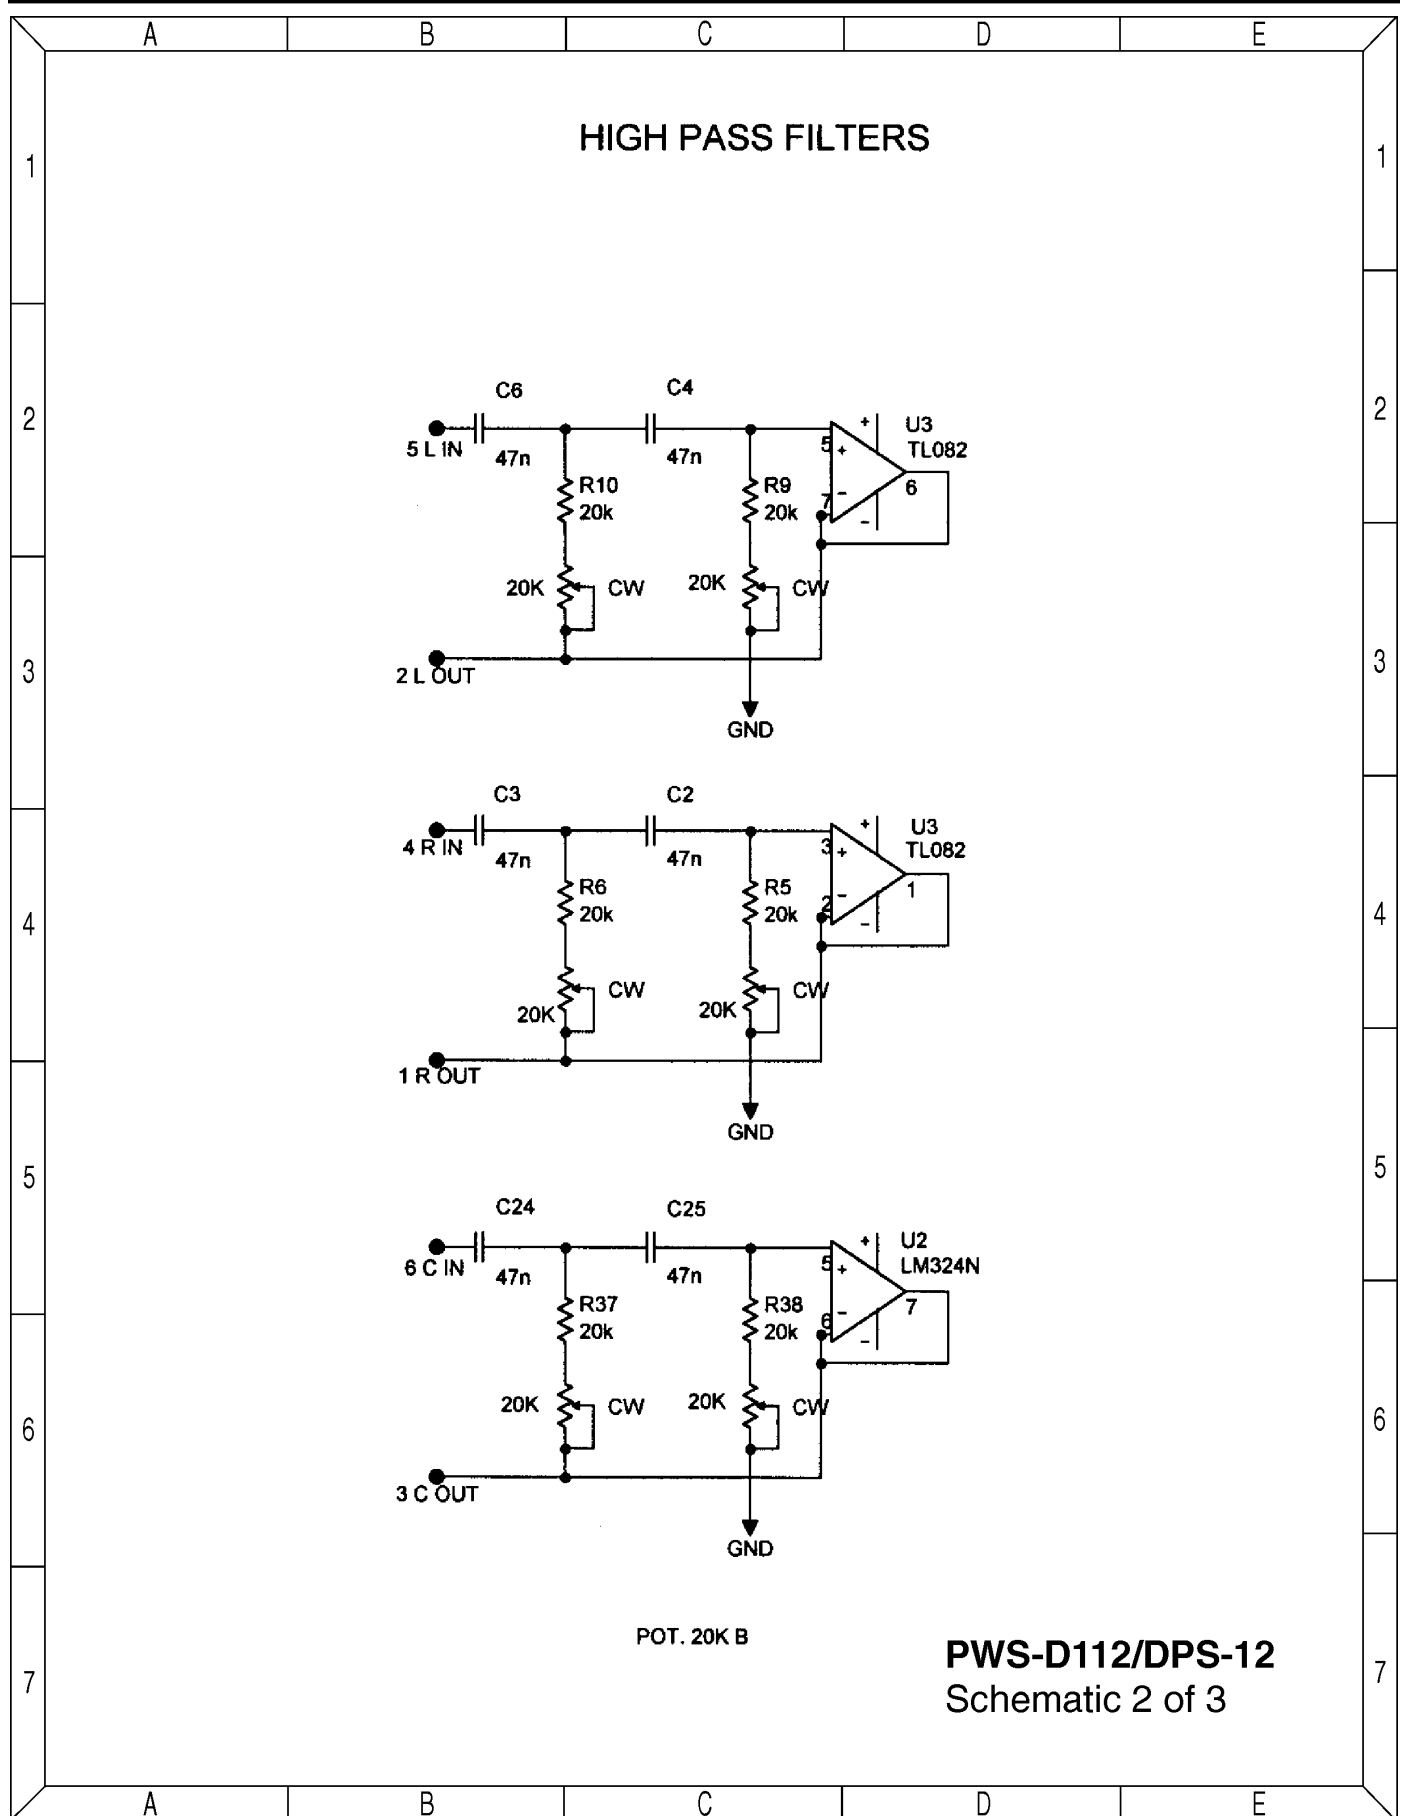 A B C D E
HIGH PASS FILTERS
1 1
2 2
C6 C4
5 L IN 47n 47n
5 + + U3
TL082
R10 R9
20k 20k
7 - - 6
20K CW 20K CW
3 3
2 L OUT
GND
C3 C2
4 R IN 47n 47n
3 + + U3
TL082
R6 R5
20k 20k
2 - - 1
4 4
CW CW
20K 20K
1 R OUT
GND
5 5
C24 C25
6 C IN 47n 47n
5 + + U2
LM324N
R37 R38
20k 20k
6 - - 7
20K CW 20K CW
6 6
3 C OUT
GND
POT. 20K B
PWS-D112/DPS-12
Schematic 2 of 3
7 7
A B C D E